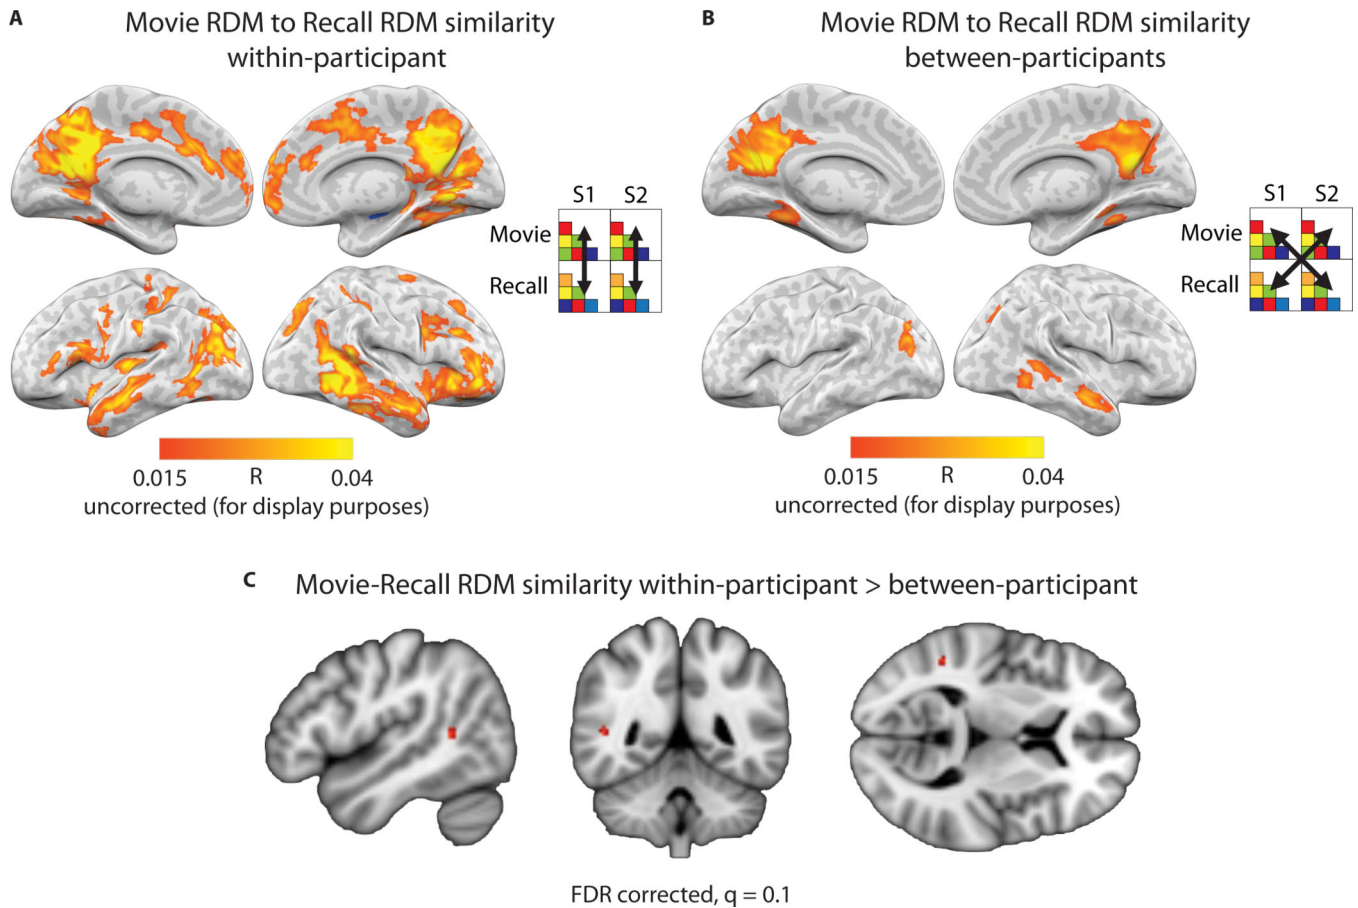 A
Movie RDM to Recall RDM similarity
within-participant
S1 S2
Movie
Recall
0.015 R 0.04
uncorrected (for display purposes)
B
Movie RDM to Recall RDM similarity
between-participants
S1 S2
Movie
Recall
0.015 R 0.04
uncorrected (for display purposes)
C Movie-Recall RDM similarity within-participant > between-participant
FDR corrected, q = 0.1